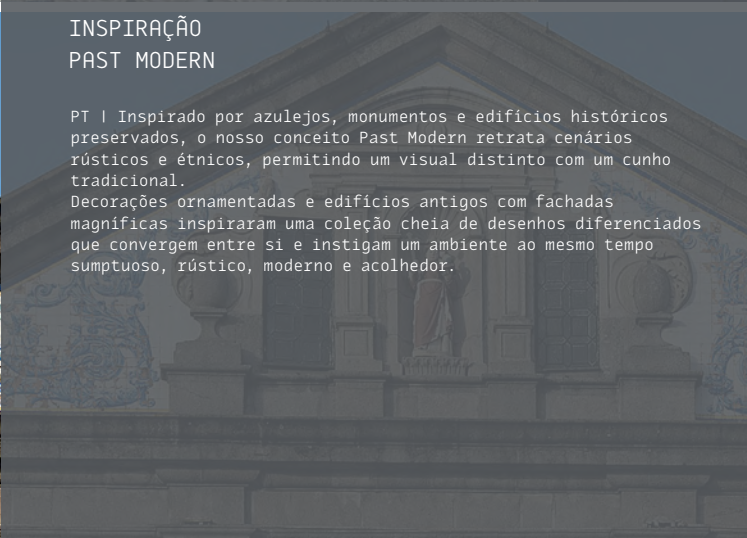 INSPIRAÇÃO
PAST MODERN
PT | Inspirado por azulejos, monumentos e edifícios históricos
preservados, o nosso conceito Past Modern retrata cenários
rústicos e étnicos, permitindo um visual distinto com um cunho
tradicional.
Decorações ornamentadas e edifícios antigos com fachadas
magníficas inspiraram uma coleção cheia de desenhos diferenciados
que convergem entre si e instigam um ambiente ao mesmo tempo
sumptuoso, rústico, moderno e acolhedor.